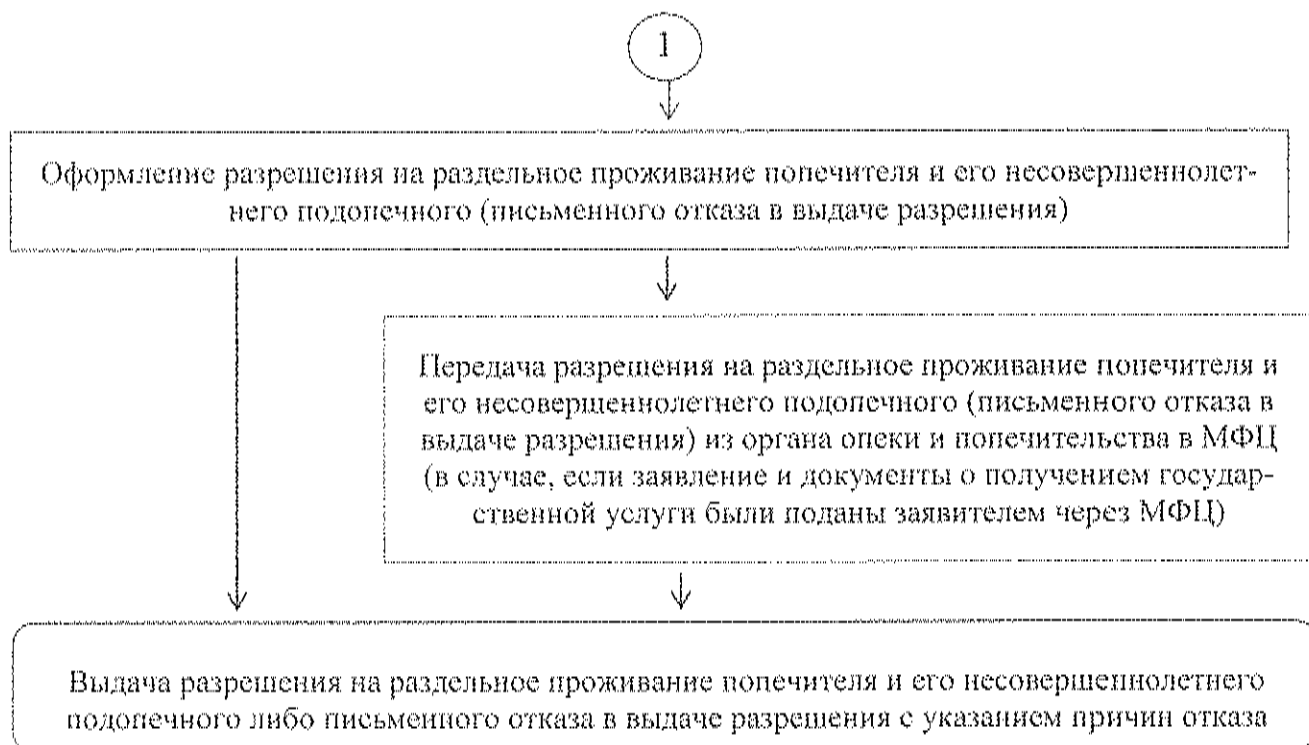 1
Оформление разрешения на раздельное проживание попечителя и его несовершеннолет-
него подопечного (письменного отказа в выдаче разрешения)
Передача разрешения на раздельное проживание попечителя и
его несовершеннолетнего подопечного (письменного отказа в
выдаче разрешения) из органа опеки и попечительства в МФЦ
(в случае, если заявление и документы о получением государ-
ственной услуги были поданы заявителем через МФЦ)
Выдача разрешения на раздельное проживание попечителя и его несовершеннолетнего
подопечного либо письменного отказа в выдаче разрешения с указанием причин отказа